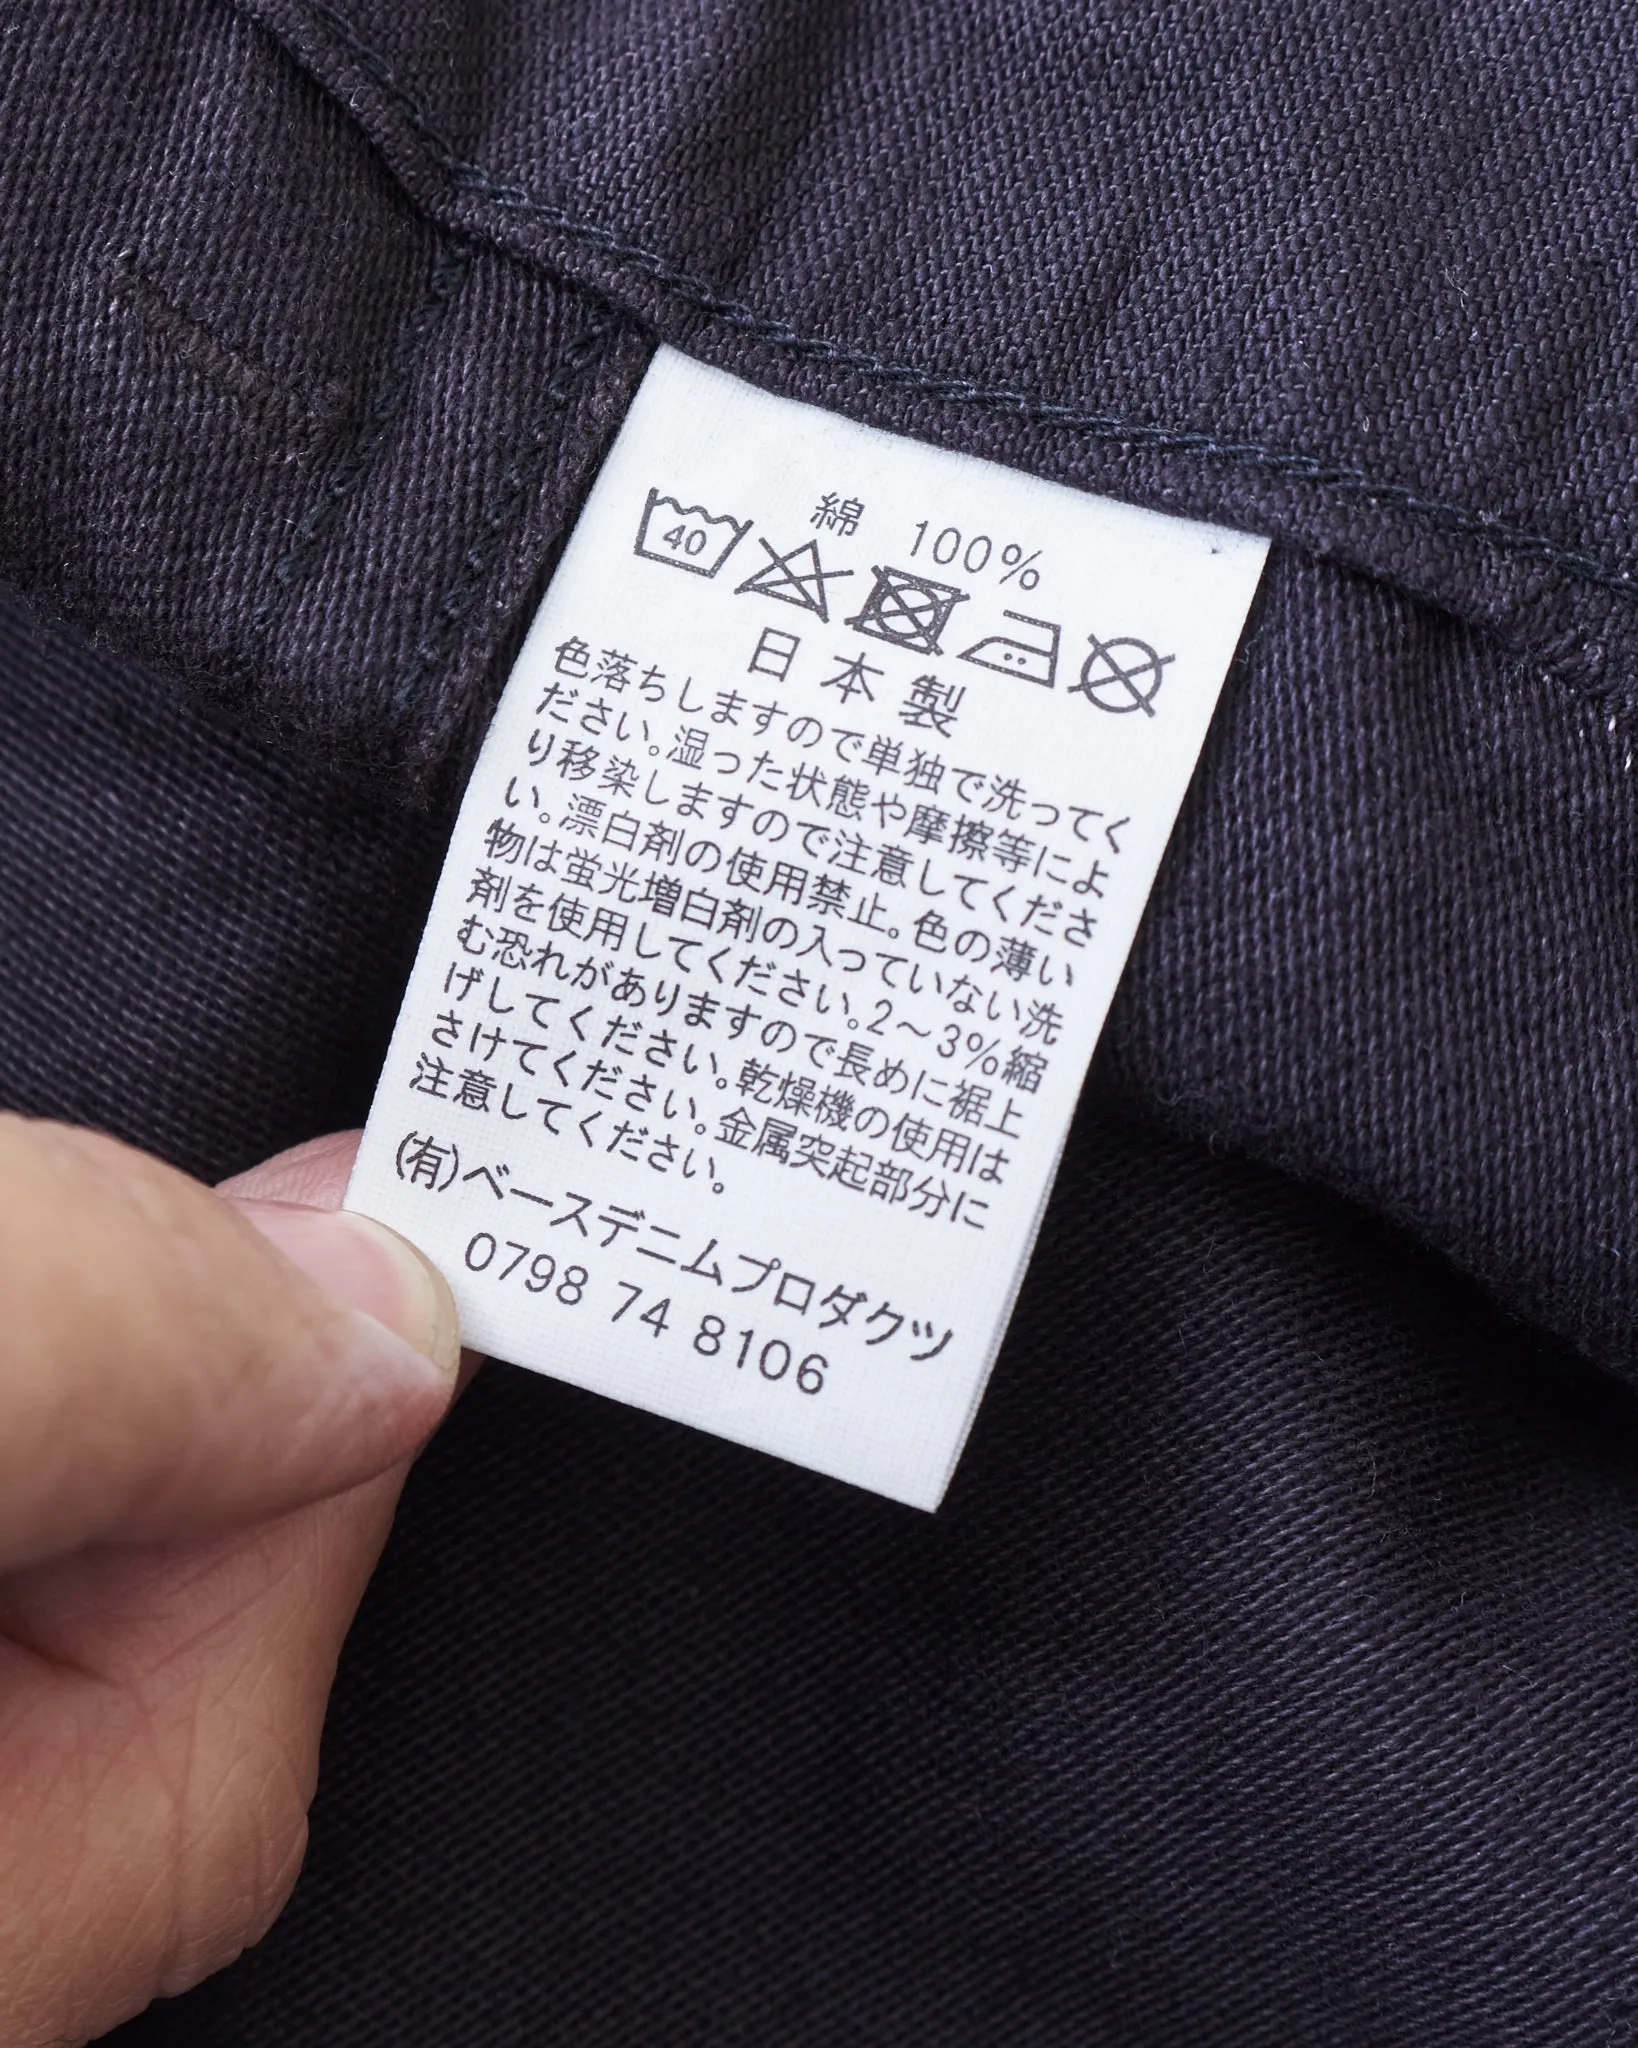 綿 100%
40
日本製
色落ちしますので単独で洗ってく
ださい。湿った状態や摩擦等によ
り移染しますので注意してくださ
い。漂白剤の使用禁止。色の薄い
物は蛍光増白剤の入っていない洗
剤を使用してください。2～3%縮
む恐れがありますので長めに裾上
げしてください。乾燥機の使用は
さけてください。金属突起部分に
注意してください。
(有)ベースデニムプロダクツ
0798 74 8106